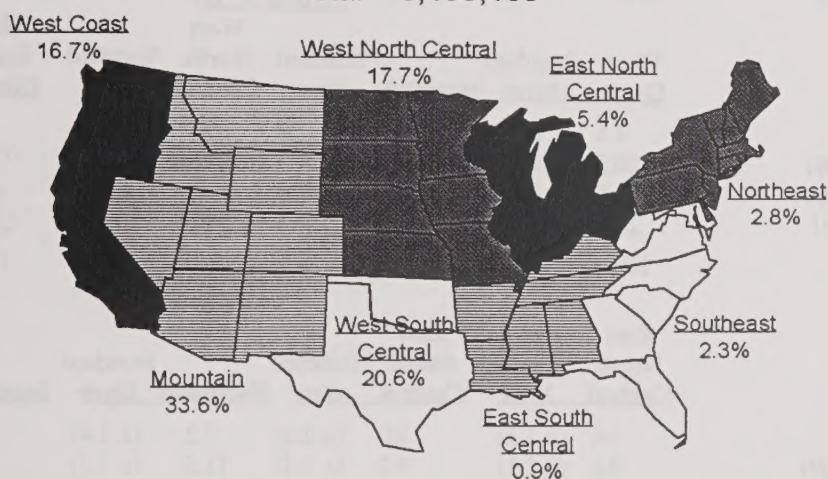 West Coast
16.7%
West North Central
17.7%
East North
Central
5.4%
Northeast
2.8%
Southeast
2.3%
West South
Central
20.6%
Mountain
33.6%
East South
Central
0.9%